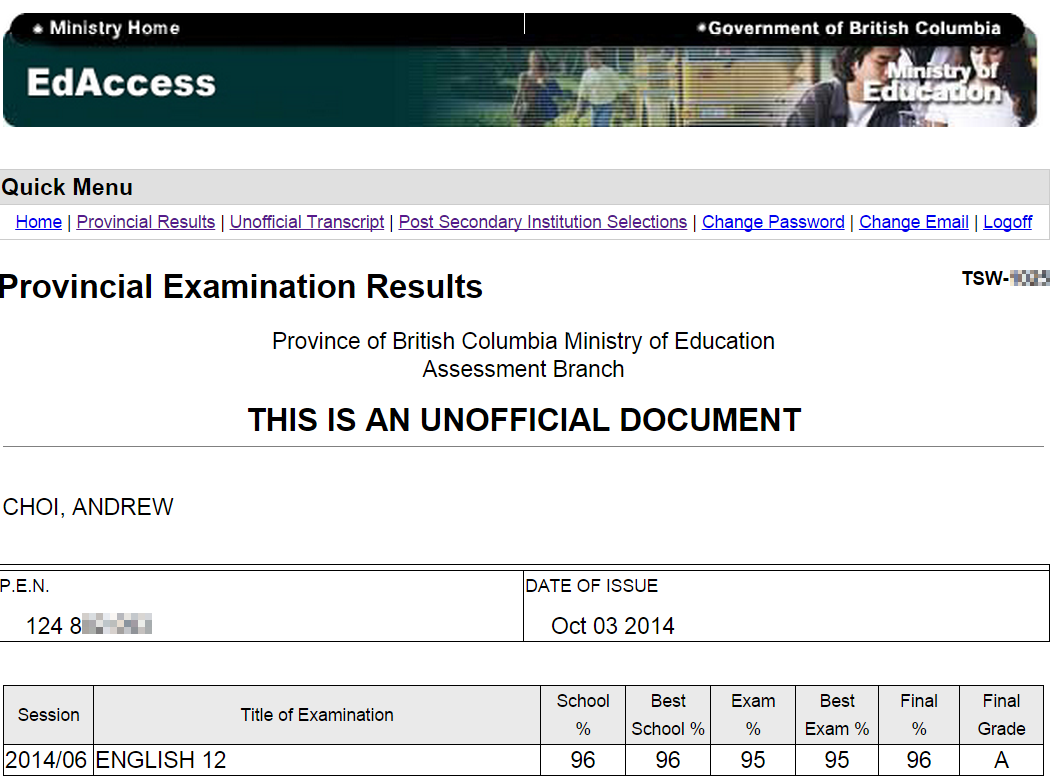 Ministry Home
Government of British Columbia
EdAccess
Ministry of
Education
Quick Menu
Home | Provincial Results | Unofficial Transcript | Post Secondary Institution Selections | Change Password | Change Email | Logoff
Provincial Examination Results
TSW-
Province of British Columbia Ministry of Education
Assessment Branch
THIS IS AN UNOFFICIAL DOCUMENT
CHOI, ANDREW
P.E.N. DATE OF ISSUE
124 8 Oct 03 2014
Session Title of Examination School % Best School % Exam % Best Exam % Final % Final Grade
2014/06 ENGLISH 12 96 96 95 95 96 A